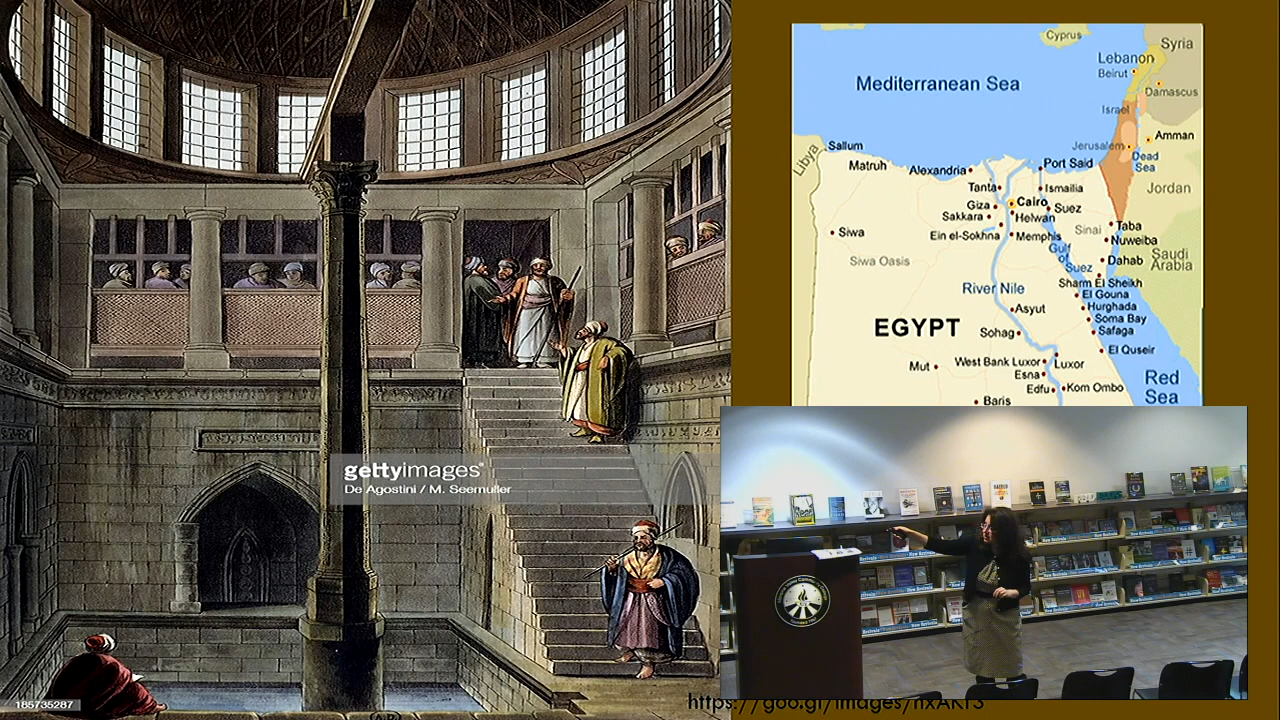 gettyimages®
De Agostini / M. Seemuller
185735287
Cyprus
Syria
Lebanon
Beirut
Mediterranean Sea
Damascus
Israel
Amman
Libya
Sallum
Jerusalem
Dead
Sea
Matruh
Alexandria
Port Said
Jordan
Tanta
Ismailia
Giza
Cairo
Suez
Sakkara
Helwan
Taba
Siwa
Ein el-Sokhna
Memphis
Sinai
Nuweiba
Gulf
of
Suez
Siwa Oasis
Dahab
Saudi
Arabia
River Nile
Sharm El Sheikh
El Gouna
Asyut
Hurghada
Soma Bay
EGYPT
Sohag
Safaga
El Quseir
Mut
West Bank Luxor
Luxor
Esna
Red
Sea
Edfu
Kom Ombo
Baris
New Arrivals